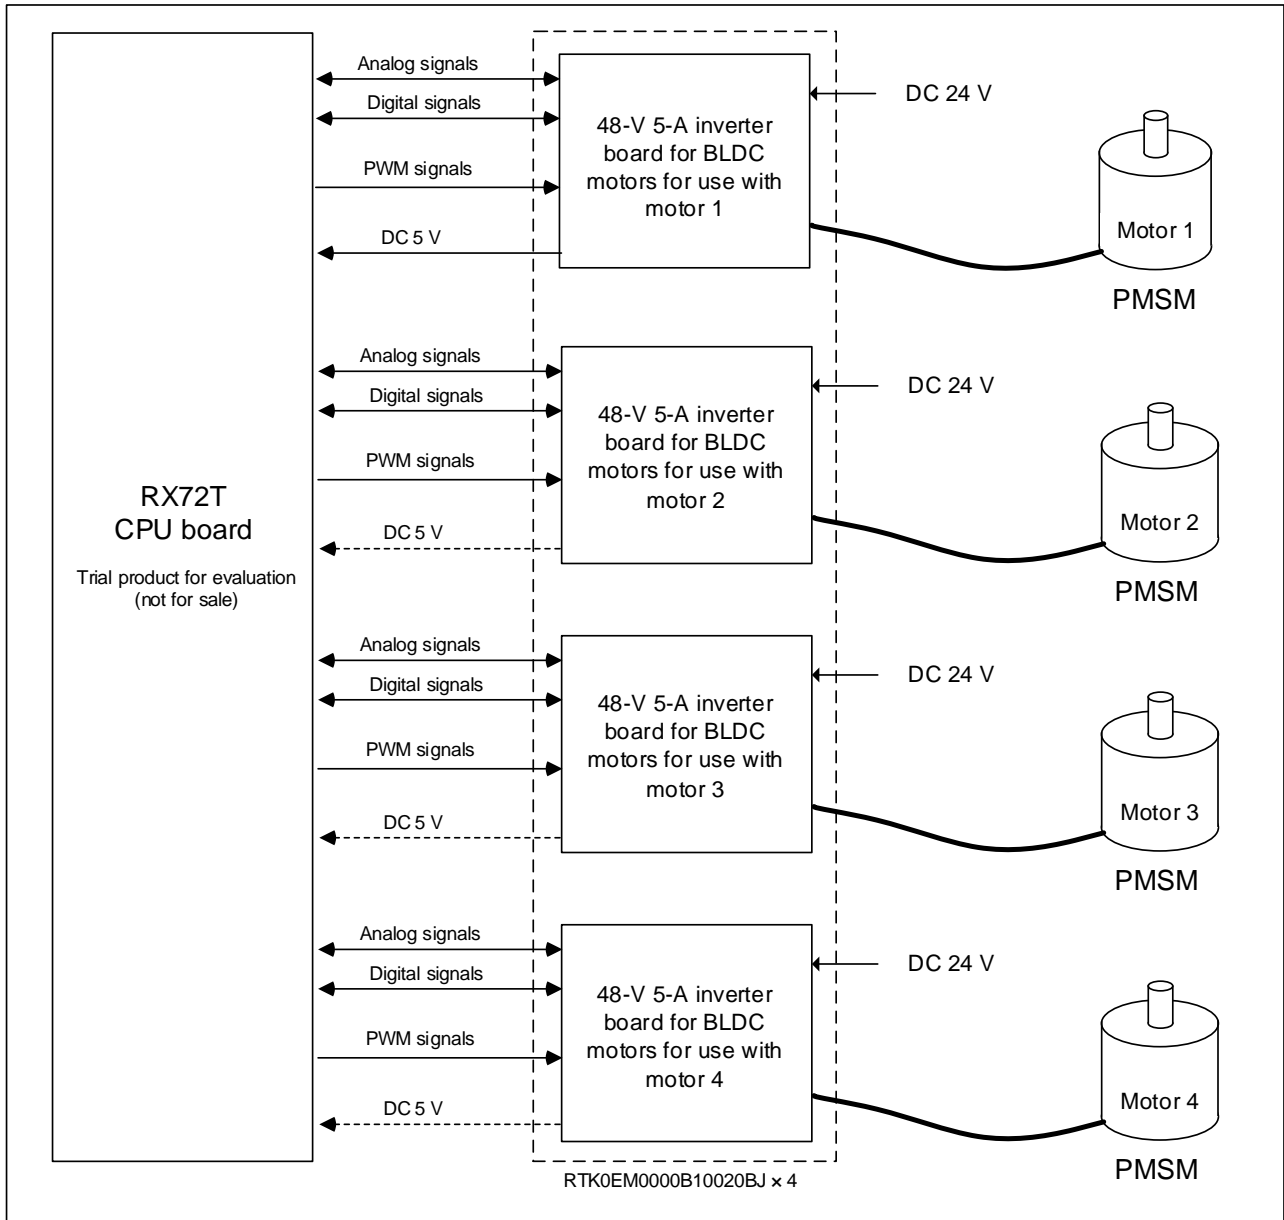 RX72T
CPU board
Trial product for evaluation
(not for sale)
Analog signals
Digital signals
PWM signals
DC 5 V
48-V 5-A inverter
board for BLDC
motors for use with
motor 1
DC 24 V
Motor 1
PMSM
Analog signals
Digital signals
PWM signals
DC 5 V
48-V 5-A inverter
board for BLDC
motors for use with
motor 2
DC 24 V
Motor 2
PMSM
Analog signals
Digital signals
PWM signals
DC 5 V
48-V 5-A inverter
board for BLDC
motors for use with
motor 3
DC 24 V
Motor 3
PMSM
Analog signals
Digital signals
PWM signals
DC 5 V
48-V 5-A inverter
board for BLDC
motors for use with
motor 4
DC 24 V
Motor 4
PMSM
RTK0EM0000B10020BJ × 4